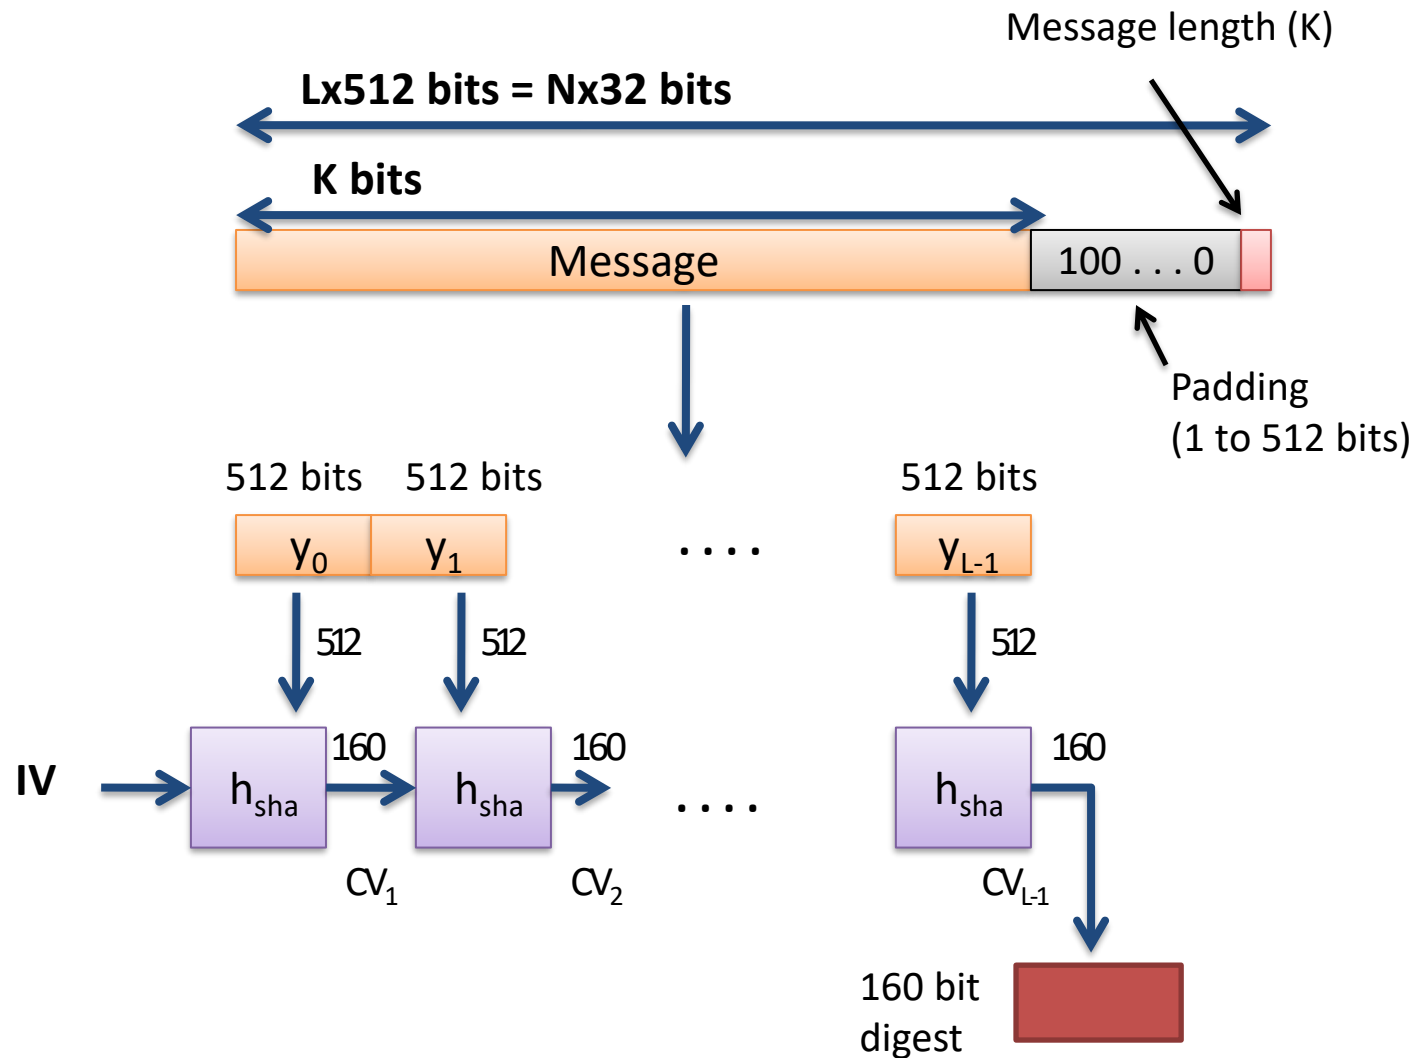 Message length (K)
Lx512 bits = Nx32 bits
K bits
Message
100 . . . 0
Padding
(1 to 512 bits)
512 bits 512 bits 512 bits
y0 y1 . . . . yL-1
512 512 512
160 160 160
IV hsha hsha . . . . hsha
CV1 CV2 CVL-1
160 bit
digest